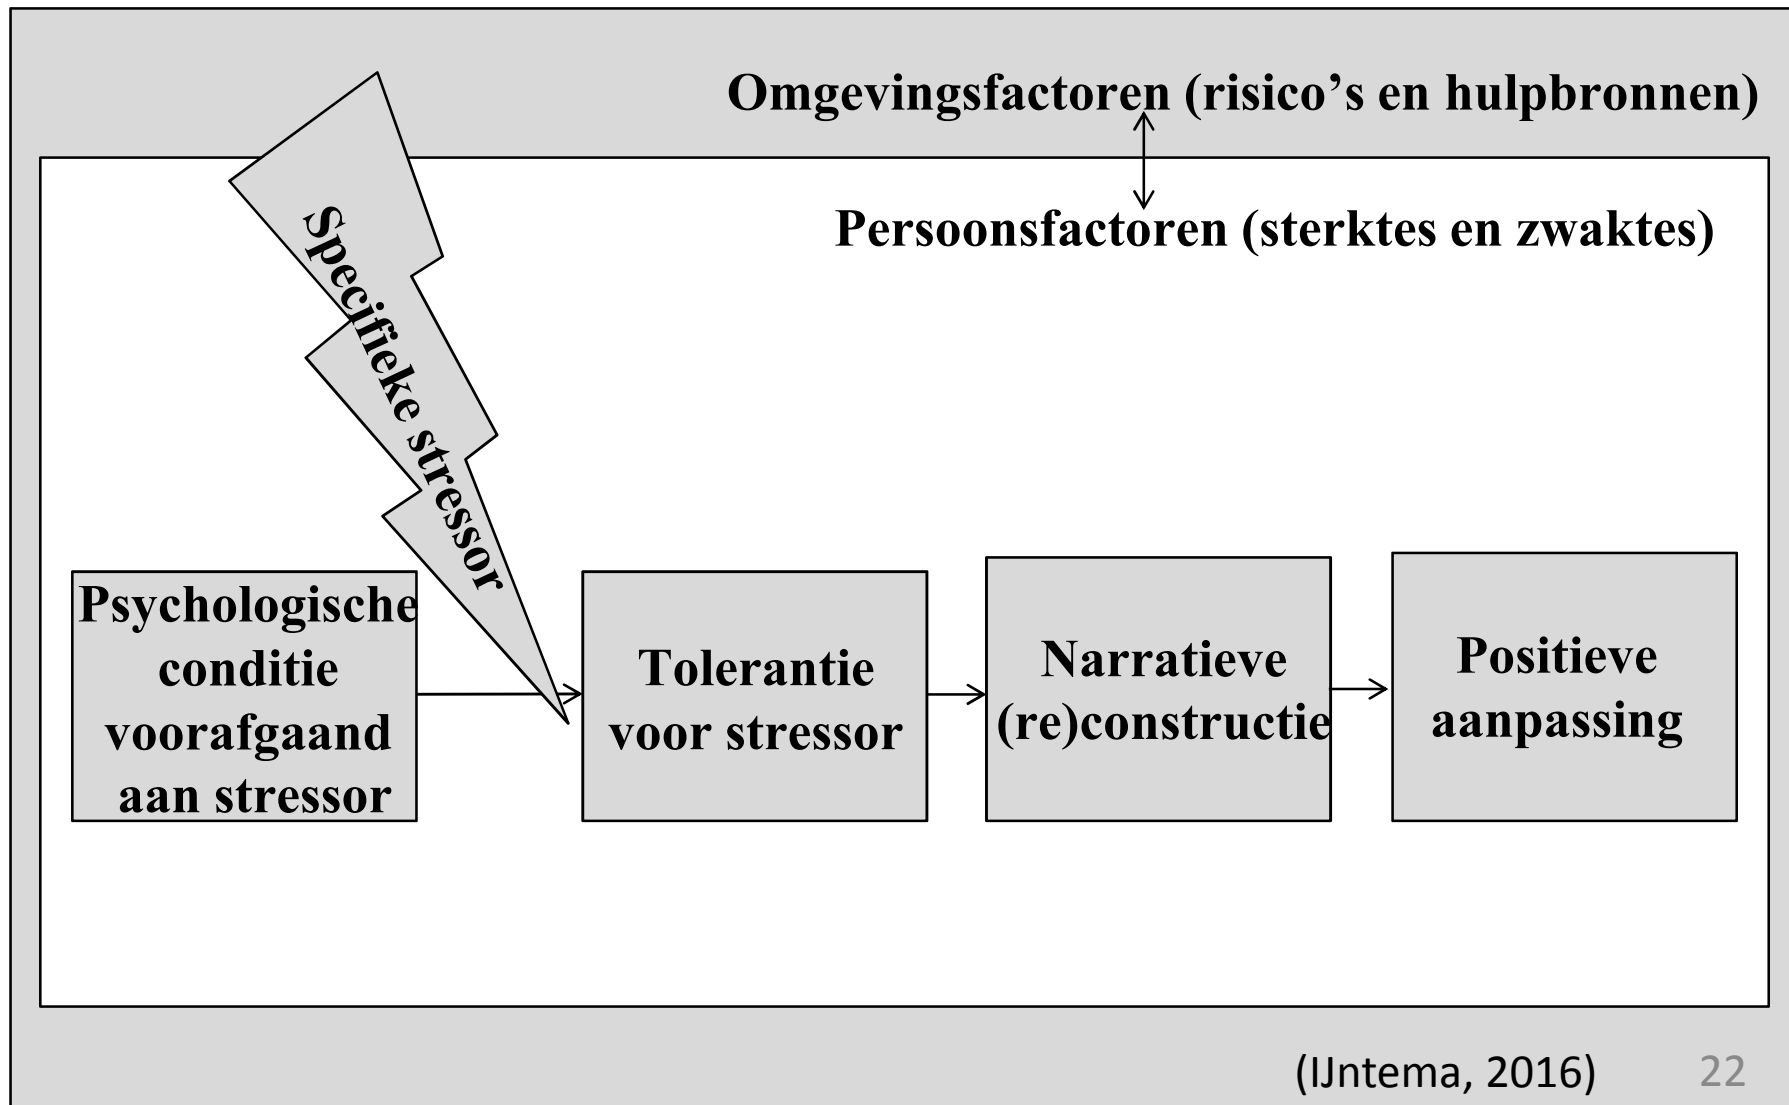 Omgevingsfactoren (risico’s en hulpbronnen)
Persoonsfactoren (sterktes en zwaktes)
Specifieke stressor
Psychologische
conditie
voorafgaand
aan stressor
Tolerantie
voor stressor
Narratieve
(re)constructie
Positieve
aanpassing
(IJntema, 2016)
22